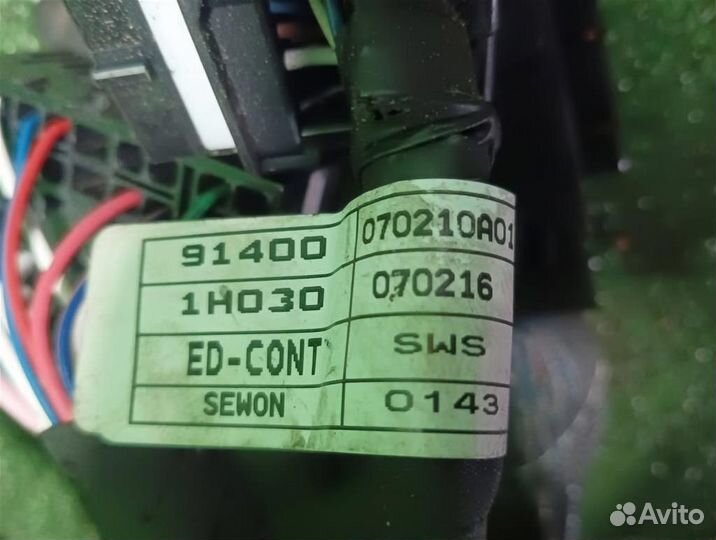 91400 070210A01
1H030 070216
ED-CONT SWS
SEWON 0143
Avito